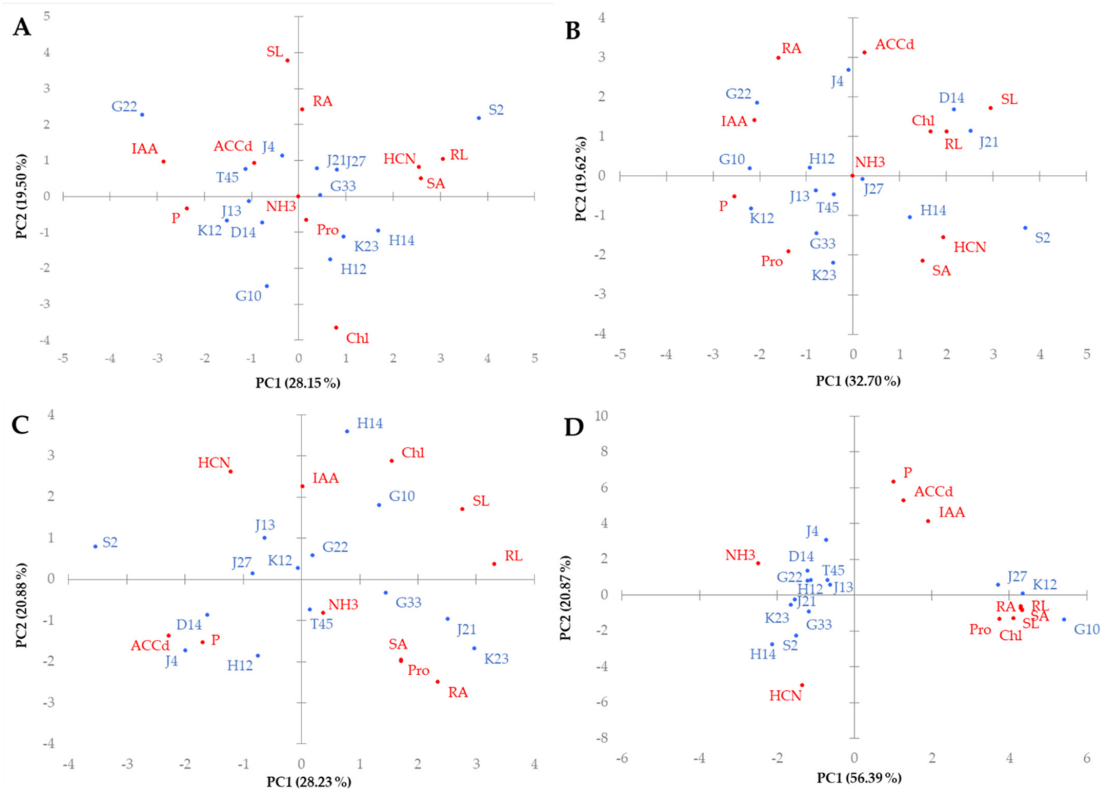 A
5
4
3
2
1
0
-1
-2
-3
-4
-5 -4 -3 -2 -1 0 1 2 3 4 5
PC2 (19.50 %)
PC1 (28.15 %)
SL
RA
G22
S2
IAA
ACCd
J4
T45
J21 J27
HCN
RL
SA
G33
J13
NH3
P
K12
D14
Pro
K23
H14
H12
G10
Chl
B
4
3
2
1
0
-1
-2
-3
-4
-5 -4 -3 -2 -1 0 1 2 3 4 5
PC2 (19.62 %)
PC1 (32.70 %)
RA
ACCd
J4
G22
D14
SL
IAA
Chl
RL
J21
G10
H12
NH3
J13
T45
J27
P
K12
H14
S2
G33
HCN
Pro
K23
SA
C
4
3
2
1
0
-1
-2
-3
-4
-4 -3 -2 -1 0 1 2 3 4
PC2 (20.88 %)
PC1 (28.23 %)
H14
HCN
IAA
Chl
G10
SL
S2
J13
J27
K12
G22
RL
NH3
G33
D14
T45
J21
ACCd
P
J4
H12
SA
Pro
K23
RA
D
10
8
6
4
2
0
-2
-4
-6
-8
-6 -4 -2 0 2 4 6
PC2 (20.87 %)
PC1 (56.39 %)
P
ACCd
IAA
J4
NH3
D14
G22
T45
H12
J13
J27
K12
J21
K23
G33
RA
RL
SA
SL
Pro
Chl
G10
S2
H14
HCN